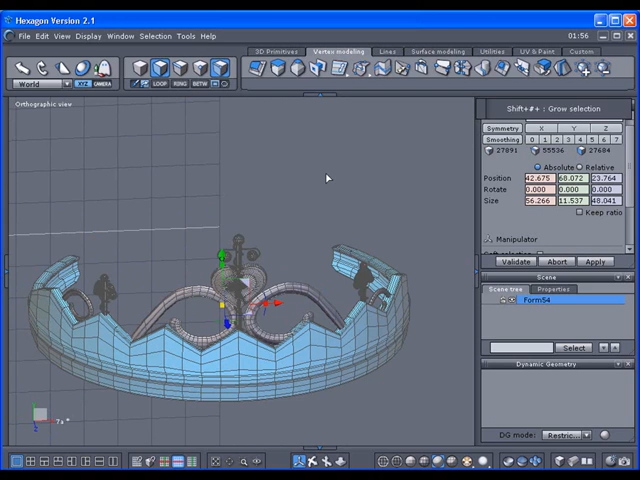 Hexagon Version 2.1
File Edit View Display Window Selection Tools Help
01:56
3D Primitives Vertex modeling Lines Surface modeling Utilities UV & Paint Custom
World XYZ CAMERA LOOP RING BETW
Orthographic view
Shift+#+ : Grow selection
Symmetry X Y Z
Smoothing 0 1 2 3 4 5 6 7
27891 55536 27684
Absolute Relative
Position 42.675 68.072 23.764
Rotate 0.000 0.000 0.000
Size 56.266 11.537 48.041
Keep ratio
Manipulator
Validate Abort Apply
Scene
Scene tree Properties
Form54
Select
Dynamic Geometry
DG mode: Restric...